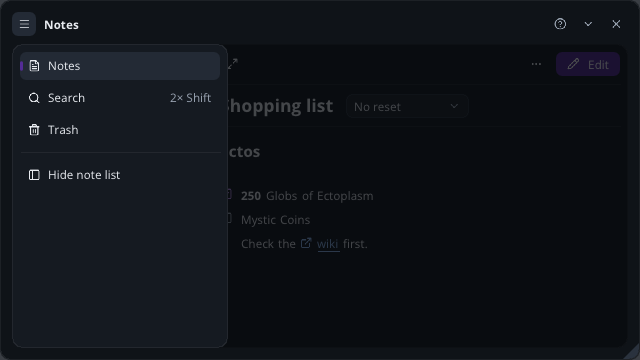 Notes
Notes
Search 2× Shift
Trash
Hide note list
Edit
Shopping list No reset
ctos
250 Globs of Ectoplasm
Mystic Coins
Check the wiki first.